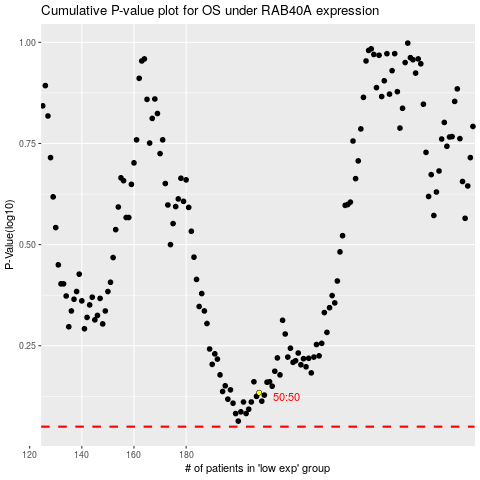 Cumulative P-value plot for OS under RAB40A expression
P-Value(log10)
1.00
0.75
0.50
0.25
50:50
120 140 160 180
# of patients in 'low exp' group